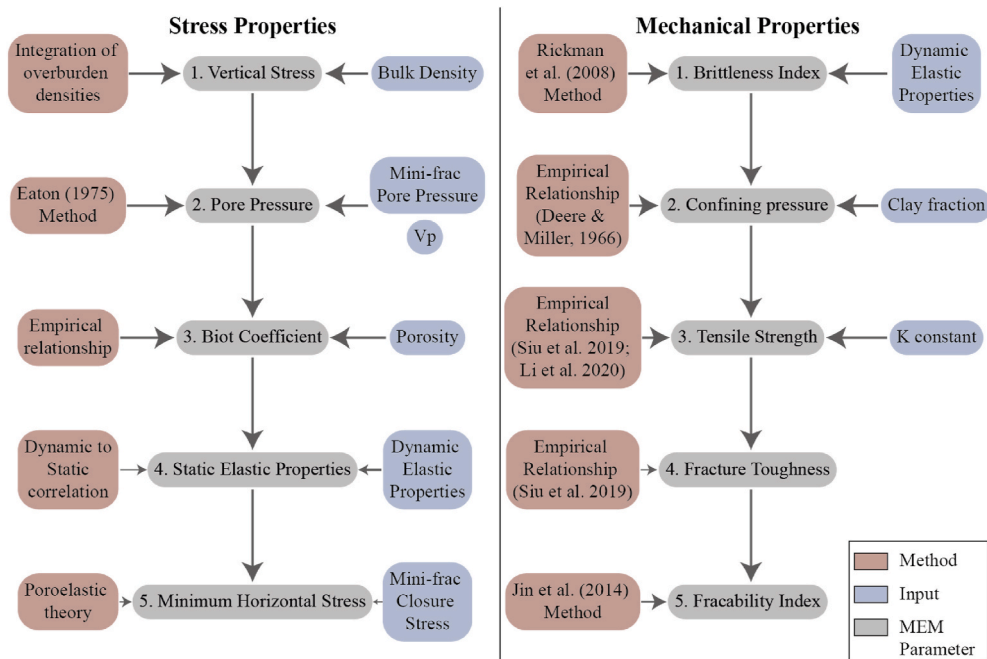 Stress Properties
Integration of
overburden
densities
1. Vertical Stress
Bulk Density
Eaton (1975)
Method
2. Pore Pressure
Mini-frac
Pore Pressure
Vp
Empirical
relationship
3. Biot Coefficient
Porosity
Dynamic to
Static
correlation
4. Static Elastic Properties
Dynamic
Elastic
Properties
Poroelastic
theory
5. Minimum Horizontal Stress
Mini-frac
Closure
Stress
Mechanical Properties
Rickman
et al. (2008)
Method
1. Brittleness Index
Dynamic
Elastic
Properties
Empirical
Relationship
(Deere &
Miller, 1966)
2. Confining pressure
Clay fraction
Empirical
Relationship
(Siu et al. 2019;
Li et al. 2020)
3. Tensile Strength
K constant
Empirical
Relationship
(Siu et al. 2019)
4. Fracture Toughness
Jin et al. (2014)
Method
5. Fracability Index
Method
Input
MEM
Parameter